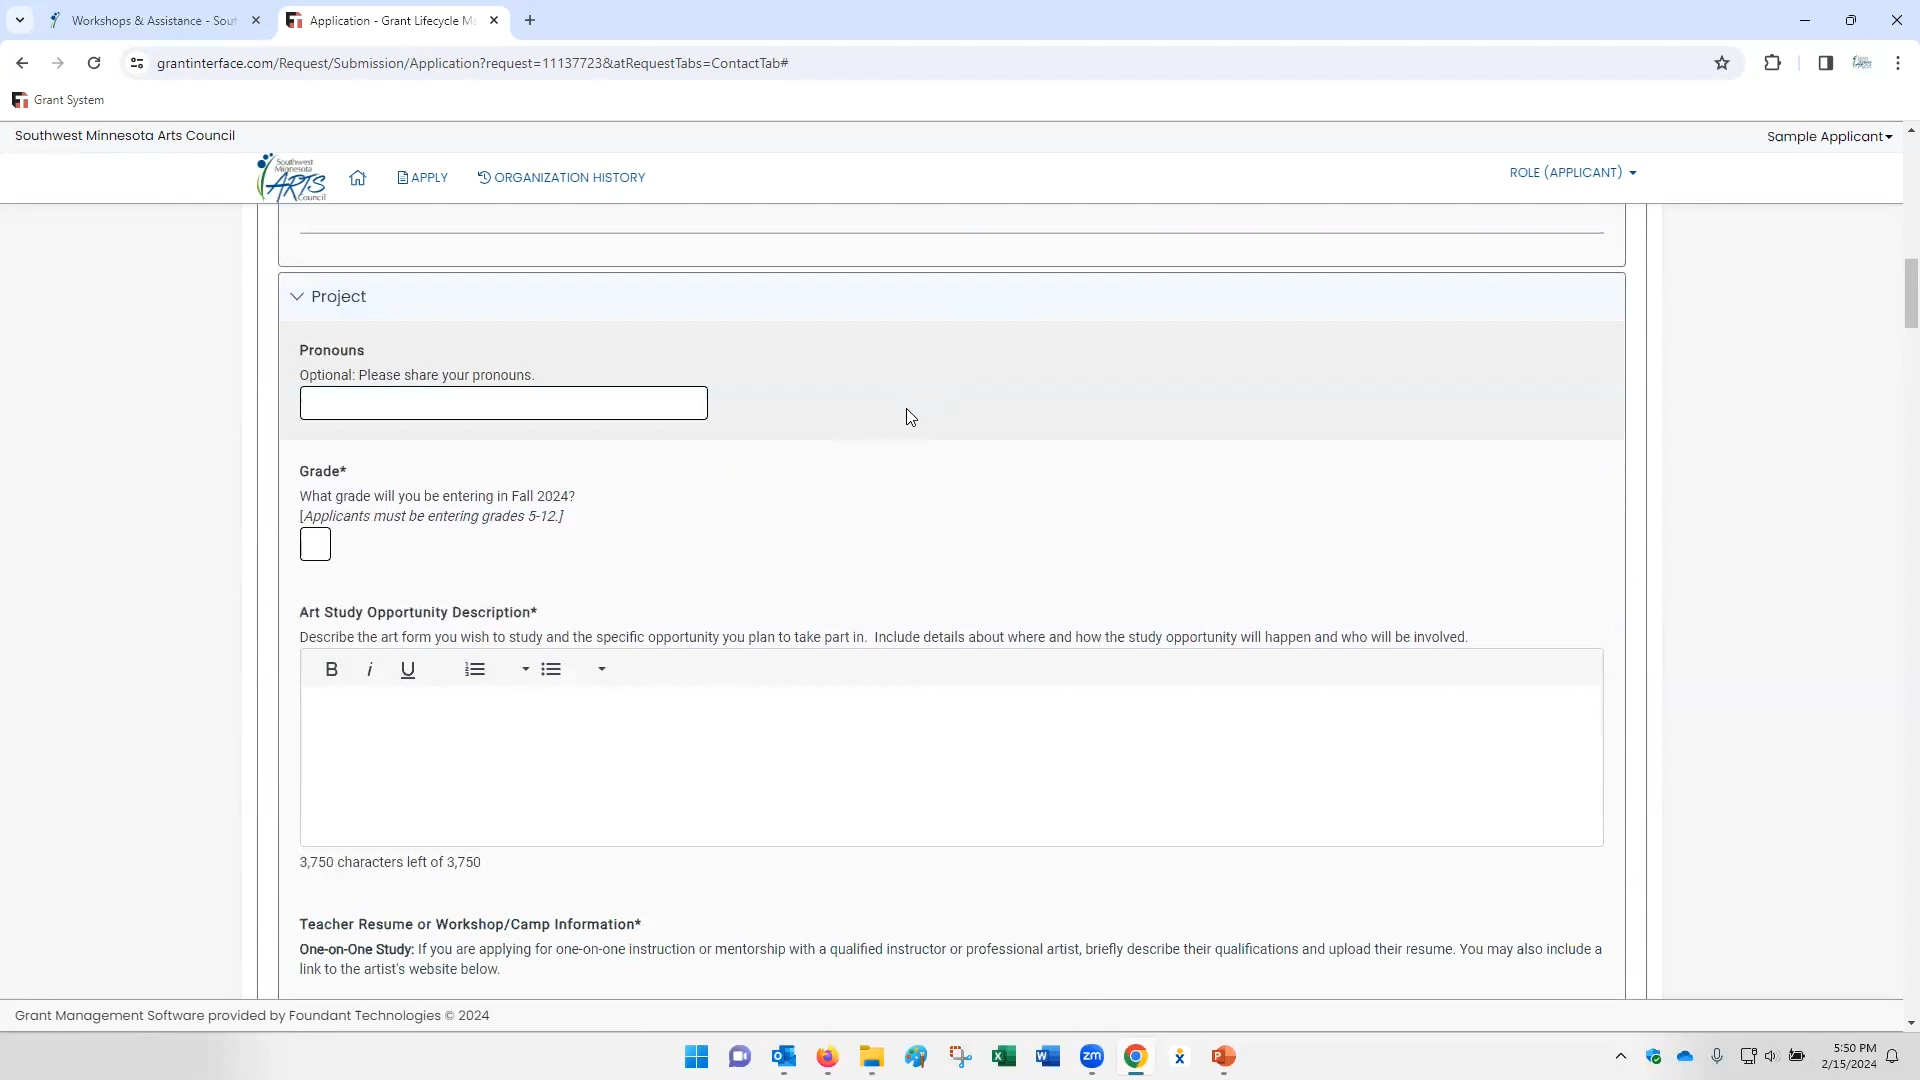 Workshops & Assistance - Sout
Application - Grant Lifecycle Ma
grantinterface.com/Request/Submission/Application?request=11137723&atRequestTabs=ContactTab#
Grant System
Southwest Minnesota Arts Council
Sample Applicant
Southwest
Minnesota
ARTS
Council
APPLY
ORGANIZATION HISTORY
ROLE (APPLICANT)
Project
Pronouns
Optional: Please share your pronouns.
Grade*
What grade will you be entering in Fall 2024?
[Applicants must be entering grades 5-12.]
Art Study Opportunity Description*
Describe the art form you wish to study and the specific opportunity you plan to take part in. Include details about where and how the study opportunity will happen and who will be involved.
B i U
3,750 characters left of 3,750
Teacher Resume or Workshop/Camp Information*
One-on-One Study: If you are applying for one-on-one instruction or mentorship with a qualified instructor or professional artist, briefly describe their qualifications and upload their resume. You may also include a
link to the artist's website below.
Grant Management Software provided by Foundant Technologies © 2024
zm
5:50 PM
2/15/2024